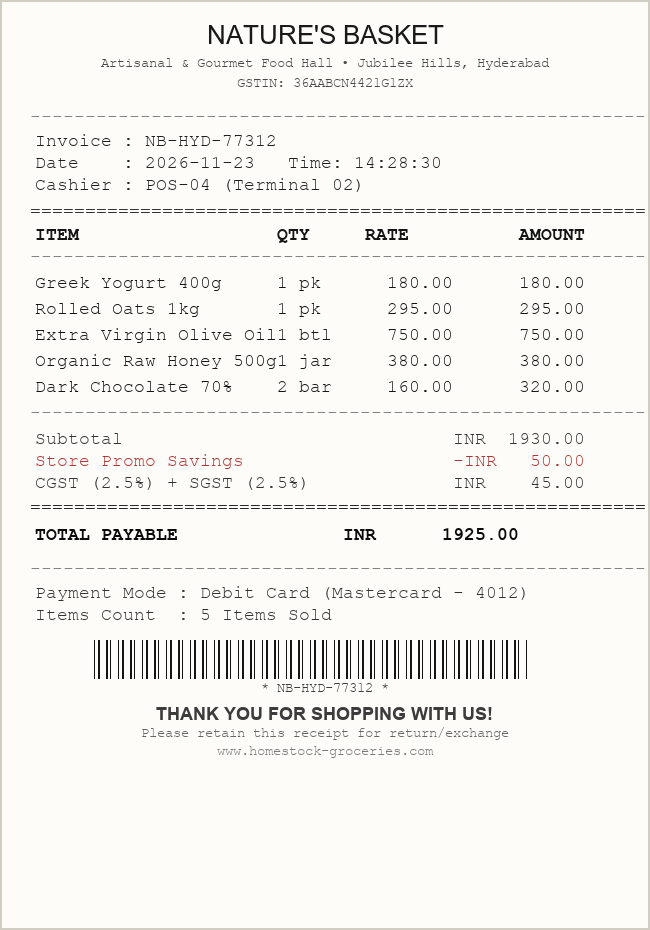 NATURE'S BASKET
Artisanal & Gourmet Food Hall • Jubilee Hills, Hyderabad
GSTIN: 36AABCN4421G1ZX
Invoice : NB-HYD-77312
Date    : 2026-11-23   Time: 14:28:30
Cashier : POS-04 (Terminal 02)
ITEM                  QTY     RATE          AMOUNT
Greek Yogurt 400g     1 pk      180.00      180.00
Rolled Oats 1kg       1 pk      295.00      295.00
Extra Virgin Olive Oil1 btl     750.00      750.00
Organic Raw Honey 500g1 jar     380.00      380.00
Dark Chocolate 70%    2 bar     160.00      320.00
Subtotal                              INR  1930.00
Store Promo Savings                   -INR   50.00
CGST (2.5%) + SGST (2.5%)             INR    45.00
TOTAL PAYABLE               INR      1925.00
Payment Mode : Debit Card (Mastercard - 4012)
Items Count  : 5 Items Sold
* NB-HYD-77312 *
THANK YOU FOR SHOPPING WITH US!
Please retain this receipt for return/exchange
www.homestock-groceries.com